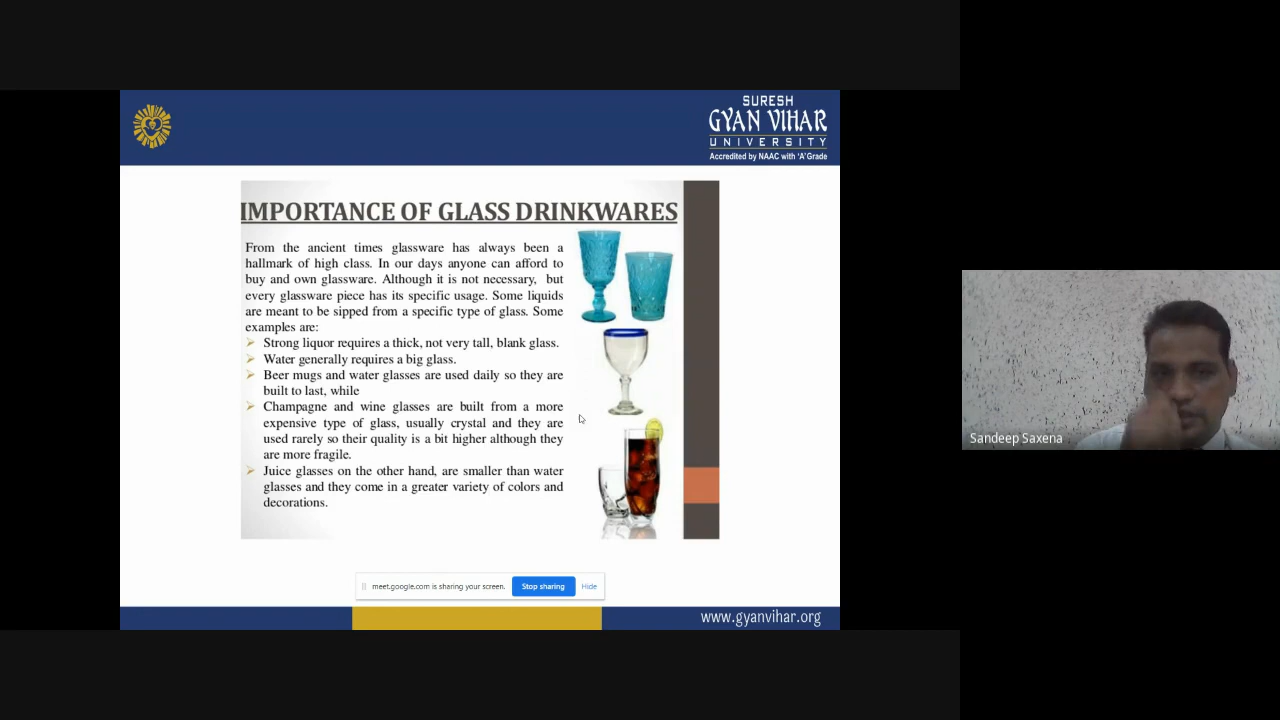 SURESH
GYAN VIHAR
UNIVERSITY
Accredited by NAAC with 'A' Grade
IMPORTANCE OF GLASS DRINKWARES
From the ancient times glassware has always been a
hallmark of high class. In our days anyone can afford to
buy and own glassware. Although it is not necessary, but
every glassware piece has its specific usage. Some liquids
are meant to be sipped from a specific type of glass. Some
examples are:
Strong liquor requires a thick, not very tall, blank glass.
Water generally requires a big glass.
Beer mugs and water glasses are used daily so they are
built to last, while
Champagne and wine glasses are built from a more
expensive type of glass, usually crystal and they are
used rarely so their quality is a bit higher although they
are more fragile.
Juice glasses on the other hand, are smaller than water
glasses and they come in a greater variety of colors and
decorations.
Sandeep Saxena
meet.google.com is sharing your screen. Stop sharing Hide
www.gyanvihar.org